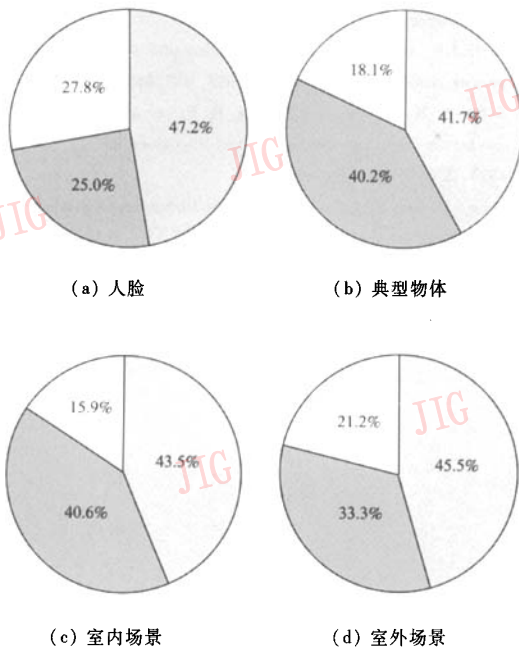 27.8%
47.2%
25.0%
(a) 人脸
18.1%
41.7%
40.2%
(b) 典型物体
15.9%
43.5%
40.6%
(c) 室内场景
21.2%
45.5%
33.3%
(d) 室外场景
JIG
JIG
JIG
JIG
JIG